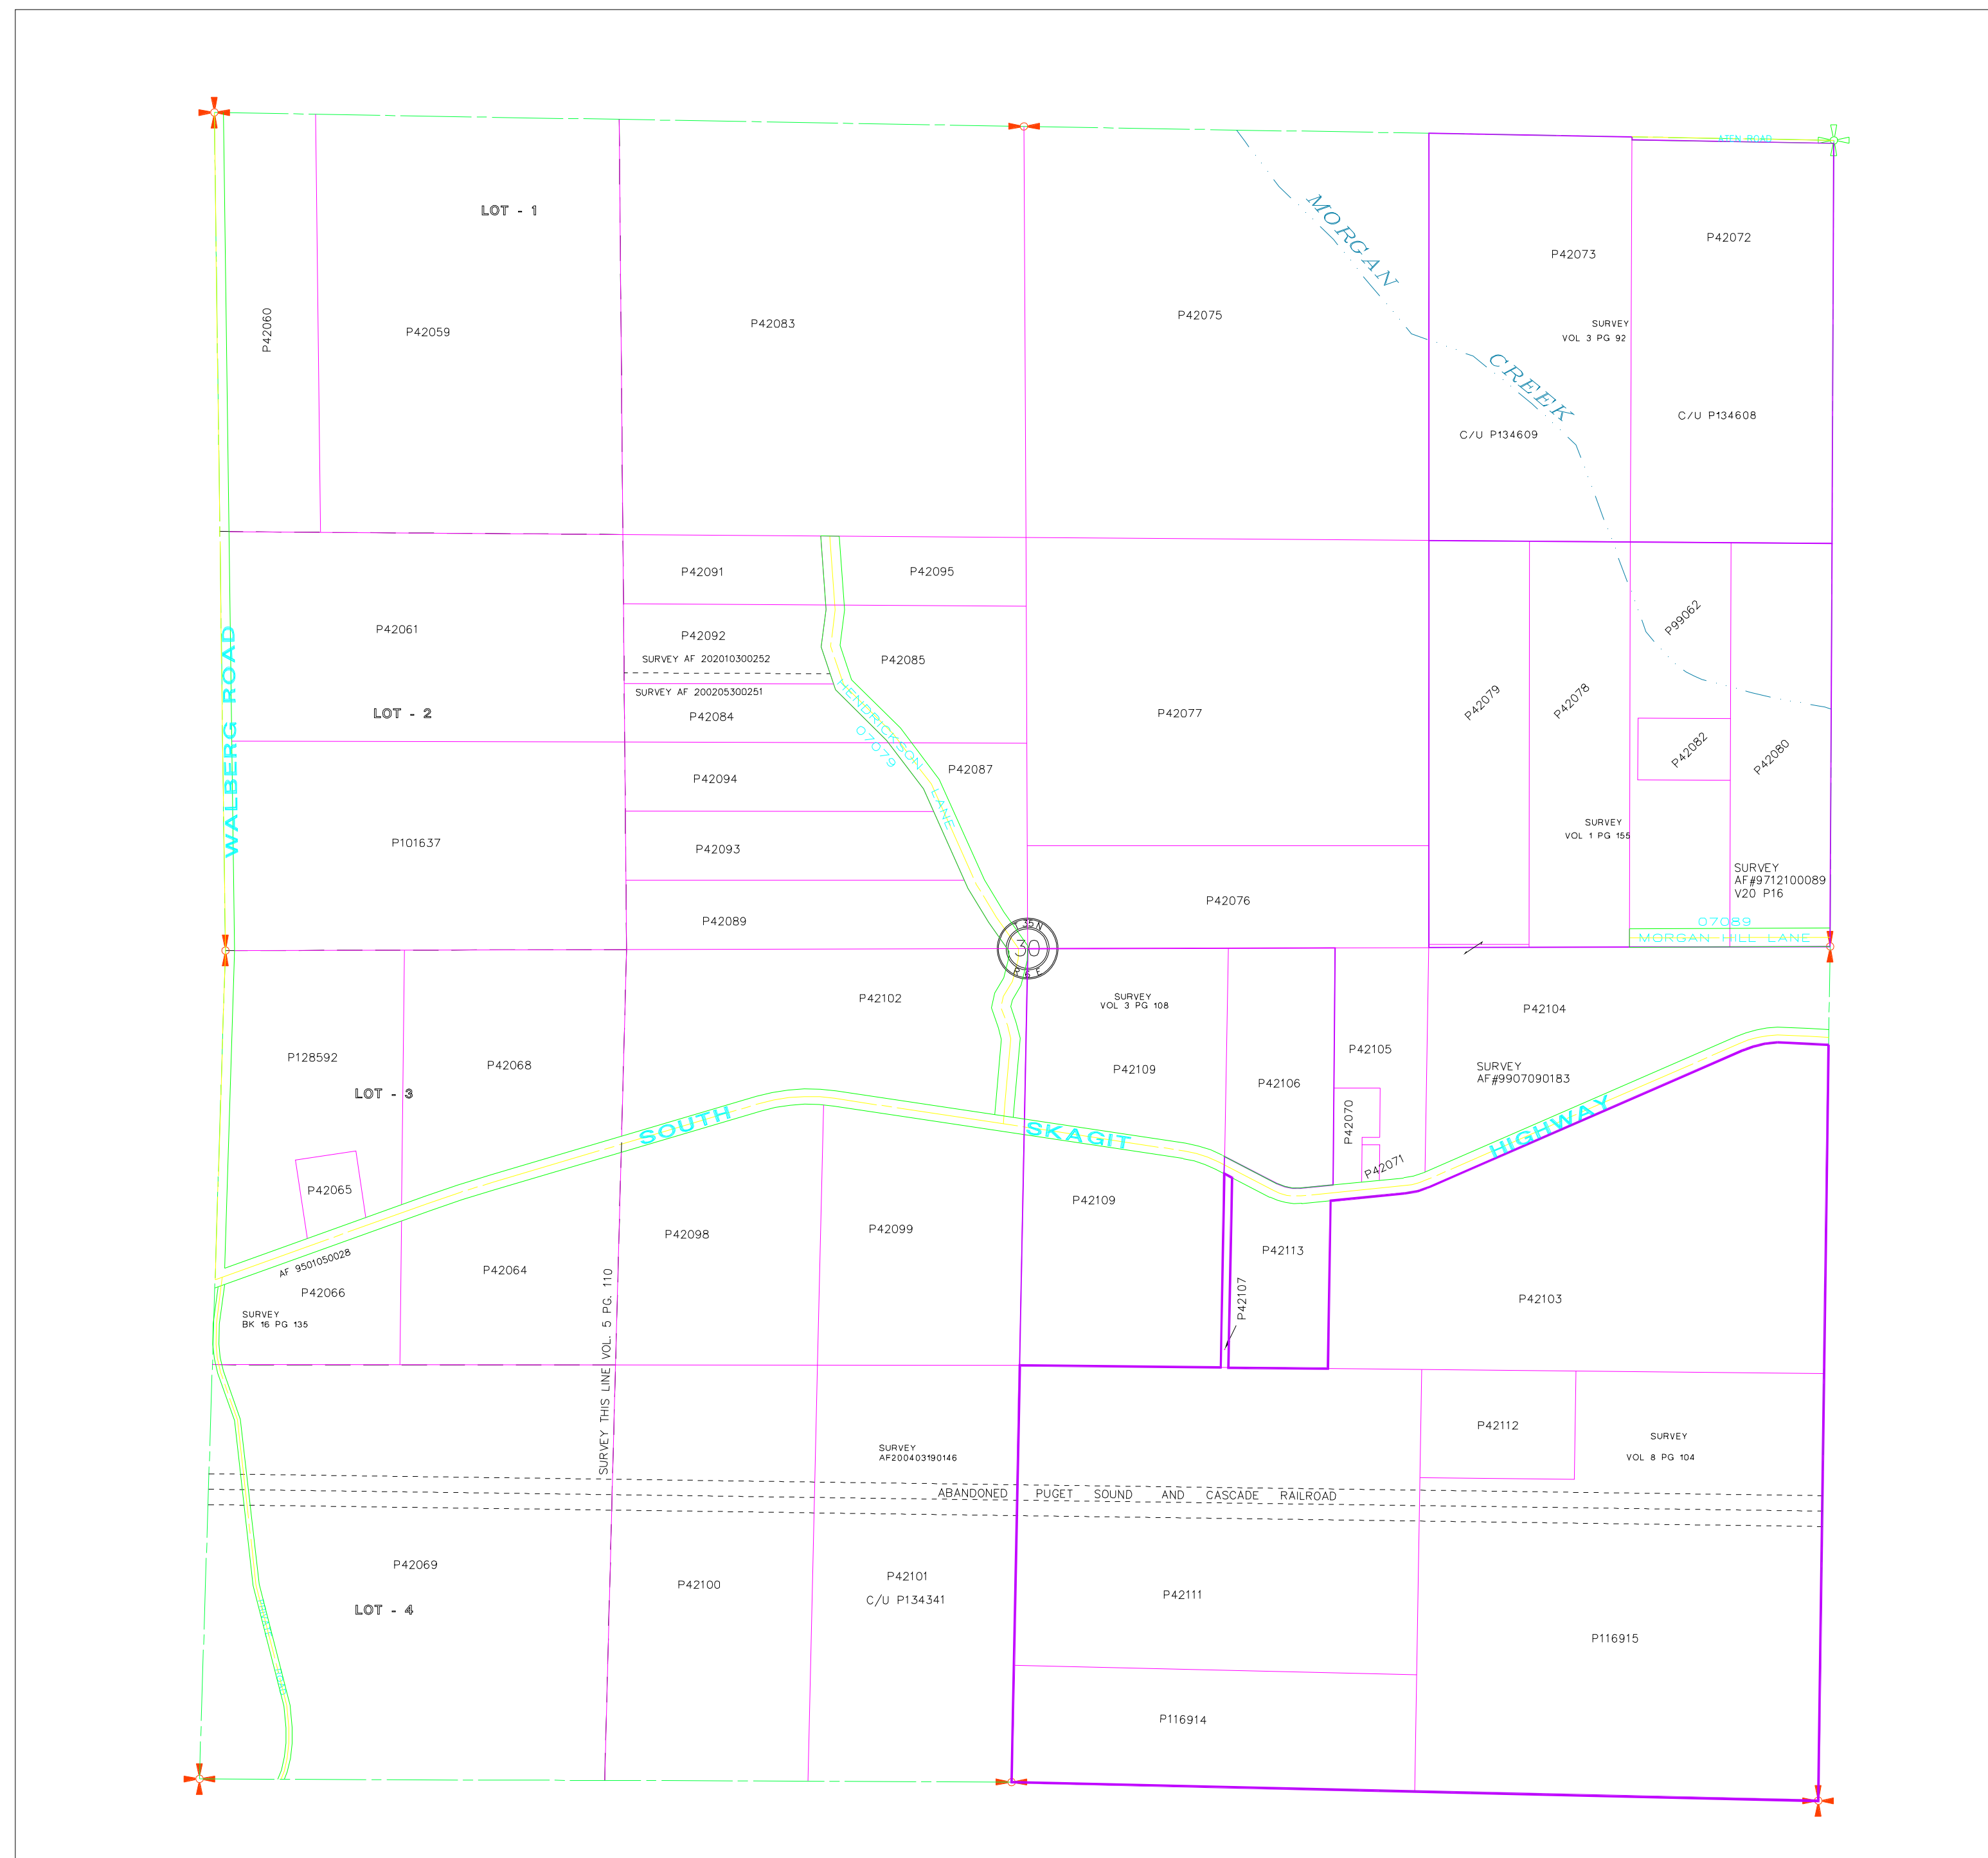 ATEN ROAD
LOT - 1
MORGAN
P42072
P42073
P42060
P42059
P42083
P42075
SURVEY
VOL 3 PG 92
CREEK
C/U P134608
C/U P134609
P42091
P42095
P42061
P42092
SURVEY AF 202010300252
P42085
P99062
SURVEY AF 200205300251
P42084
HENDRICKSON LANE
07079
P42077
P42079
P42078
LOT - 2
WALBERG ROAD
P42082
P42080
P42094
P42087
P101637
P42093
SURVEY
VOL 1 PG 155
SURVEY
AF#9712100089
V20 P16
P42089
P42076
07089
MORGAN HILL LANE
T 35 N
30
P42102
SURVEY
VOL 3 PG 108
P42104
P128592
P42068
P42109
P42106
P42105
SURVEY
AF#9907090183
LOT - 3
P42070
SOUTH SKAGIT HIGHWAY
P42071
P42065
P42109
P42098
P42099
P42113
AF 9501050028
P42064
P42066
P42107
P42103
SURVEY
BK 16 PG 135
SURVEY THIS LINE VOL. 5 PG. 110
P42112
SURVEY
VOL 8 PG 104
SURVEY
AF200403190146
ABANDONED PUGET SOUND AND CASCADE RAILROAD
P42069
P42100
P42101
C/U P134341
P42111
LOT - 4
P116915
P116914